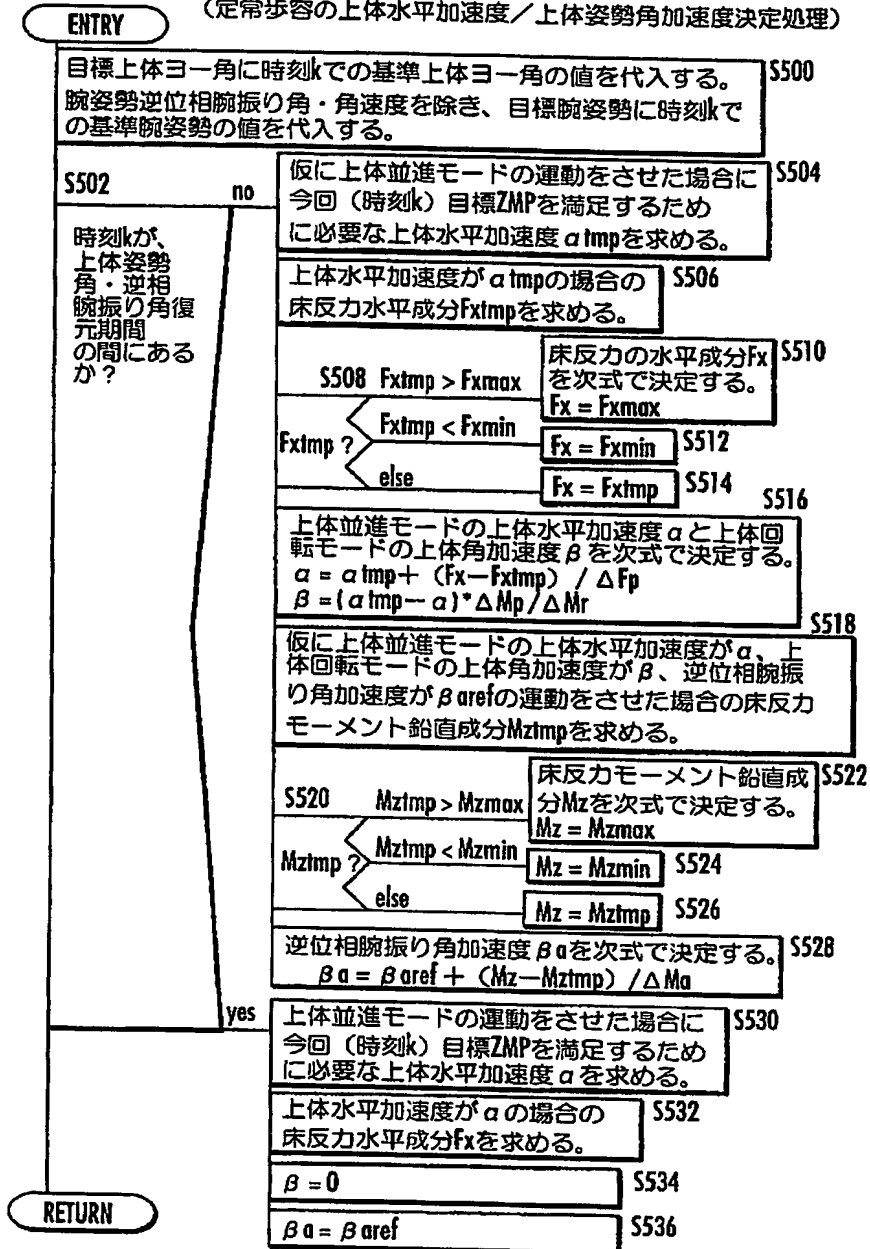 (定常歩容の上体水平加速度／上体姿勢角加速度決定処理)
ENTRY
目標上体ヨー角に時刻kでの基準上体ヨー角の値を代入する。
腕姿勢逆位相腕振り角・角速度を除き、目標腕姿勢に時刻kで
の基準腕姿勢の値を代入する。
S500
S502
no
時刻kが、
上体姿勢
角・逆相
腕振り角復
元期間
の間にある
か？
仮に上体並進モードの運動をさせた場合に
今回（時刻k）目標ZMPを満足するため
に必要な上体水平加速度αtmpを求める。
S504
上体水平加速度がαtmpの場合の
床反力水平成分Fxtmpを求める。
S506
S508
Fxtmp ?
Fxtmp > Fxmax
床反力の水平成分Fx
を次式で決定する。
Fx = Fxmax
S510
Fxtmp < Fxmin
Fx = Fxmin
S512
else
Fx = Fxtmp
S514
S516
上体並進モードの上体水平加速度αと上体回
転モードの上体角加速度βを次式で決定する。
α = αtmp＋（Fx－Fxtmp）/ΔFp
β =(αtmp－α)*ΔMp/ΔMr
S518
仮に上体並進モードの上体水平加速度がα、上
体回転モードの上体角加速度がβ、逆位相腕振
り角加速度がβarefの運動をさせた場合の床反力
モーメント鉛直成分Mztmpを求める。
S520
Mztmp ?
Mztmp > Mzmax
床反力モーメント鉛直成
分Mzを次式で決定する。
Mz = Mzmax
S522
Mztmp < Mzmin
Mz = Mzmin
S524
else
Mz = Mztmp
S526
逆位相腕振り角加速度βaを次式で決定する。
βa = βaref＋（Mz－Mztmp）/ΔMa
S528
yes
上体並進モードの運動をさせた場合に
今回（時刻k）目標ZMPを満足するため
に必要な上体水平加速度αを求める。
S530
上体水平加速度がαの場合の
床反力水平成分Fxを求める。
S532
β = 0
S534
βa = βaref
S536
RETURN